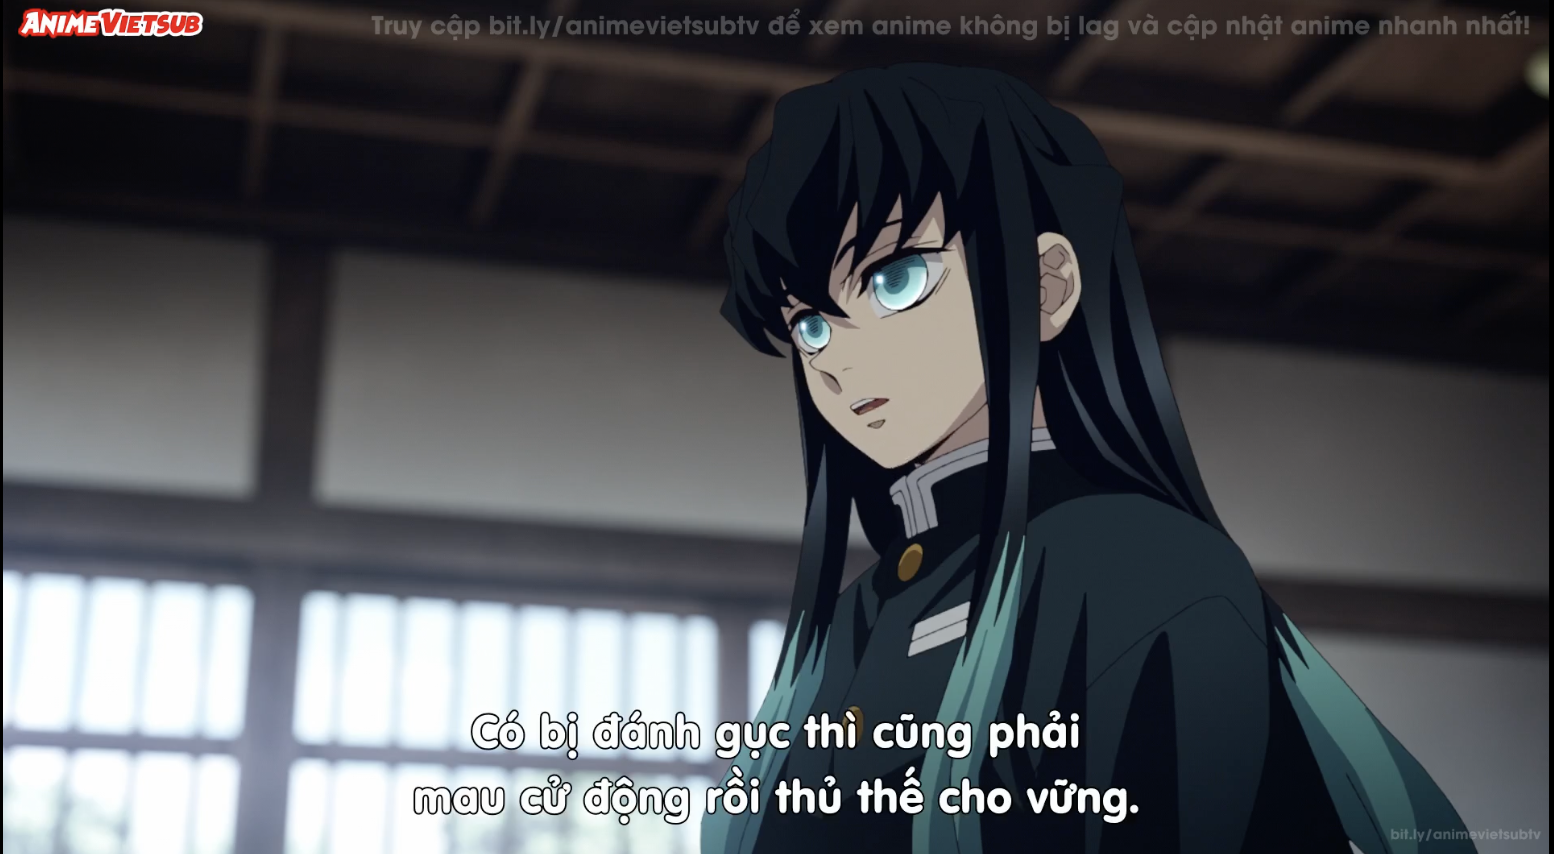 ANIMEVIETSUB
Truy cập bit.ly/animevietsubtv để xem anime không bị lag và cập nhật anime nhanh nhất!
Có bị đánh gục thì cũng phải
mau cử động rồi thủ thế cho vững.
bit.ly/animevietsubtv